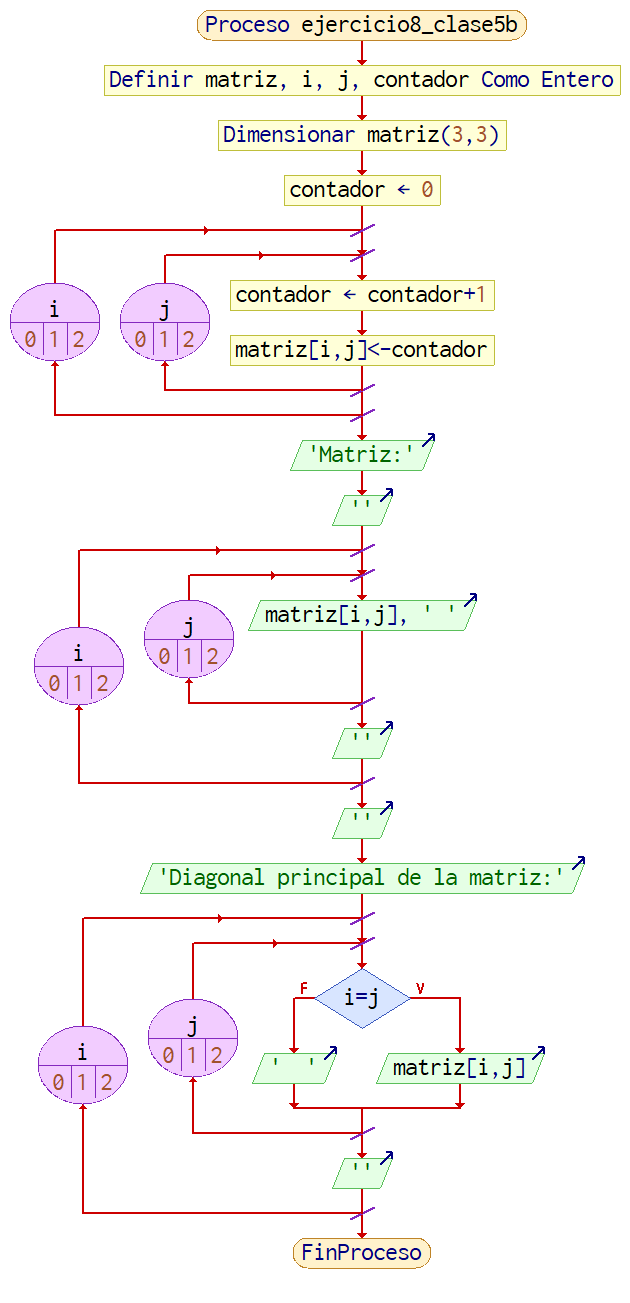 Proceso ejercicio8_clase5b
Definir matriz, i, j, contador Como Entero
Dimensionar matriz(3,3)
contador ← 0
i
0 1 2
j
0 1 2
contador ← contador+1
matriz[i,j]<-contador
'Matriz:'
''
i
0 1 2
j
0 1 2
matriz[i,j], ' '
''
''
'Diagonal principal de la matriz:'
i
0 1 2
j
0 1 2
i=j
F
V
'  '
matriz[i,j]
''
FinProceso